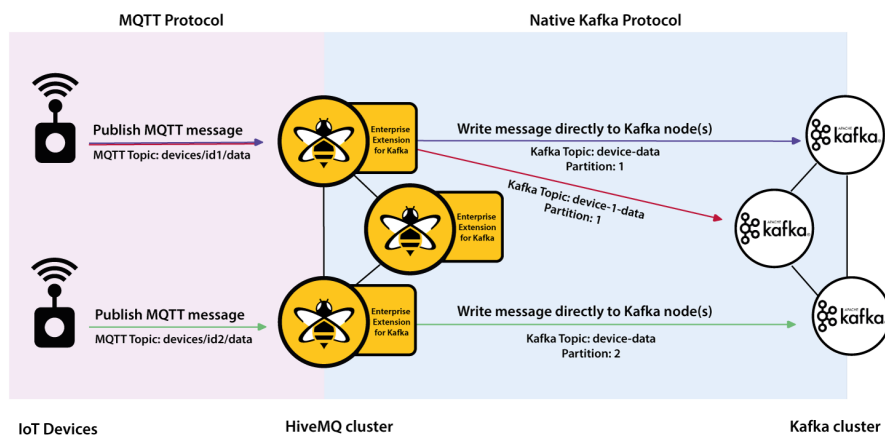 MQTT Protocol
Native Kafka Protocol
Publish MQTT message
MQTT Topic: devices/id1/data
Enterprise
Extension
for Kafka
Write message directly to Kafka node(s)
Kafka Topic: device-data
Partition: 1
APACHE
kafka®
Kafka Topic: device-1-data
Partition: 1
Enterprise
Extension
for Kafka
APACHE
kafka®
Publish MQTT message
MQTT Topic: devices/id2/data
Enterprise
Extension
for Kafka
Write message directly to Kafka node(s)
Kafka Topic: device-data
Partition: 2
APACHE
kafka®
IoT Devices
HiveMQ cluster
Kafka cluster